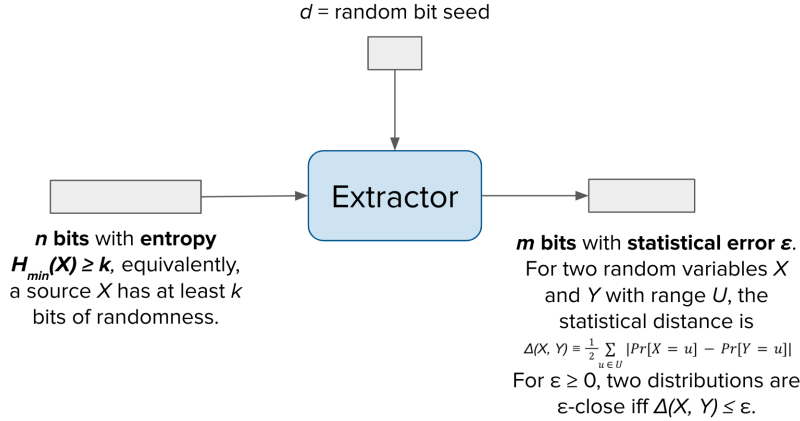 d = random bit seed
Extractor
n bits with entropy
Hmin(X) ≥ k, equivalently,
a source X has at least k
bits of randomness.
m bits with statistical error ε.
For two random variables X
and Y with range U, the
statistical distance is
Δ(X, Y) ≡ 1/2 ∑u ∈ U |Pr[X = u] − Pr[Y = u]|
For ε ≥ 0, two distributions are
ε-close iff Δ(X, Y) ≤ ε.